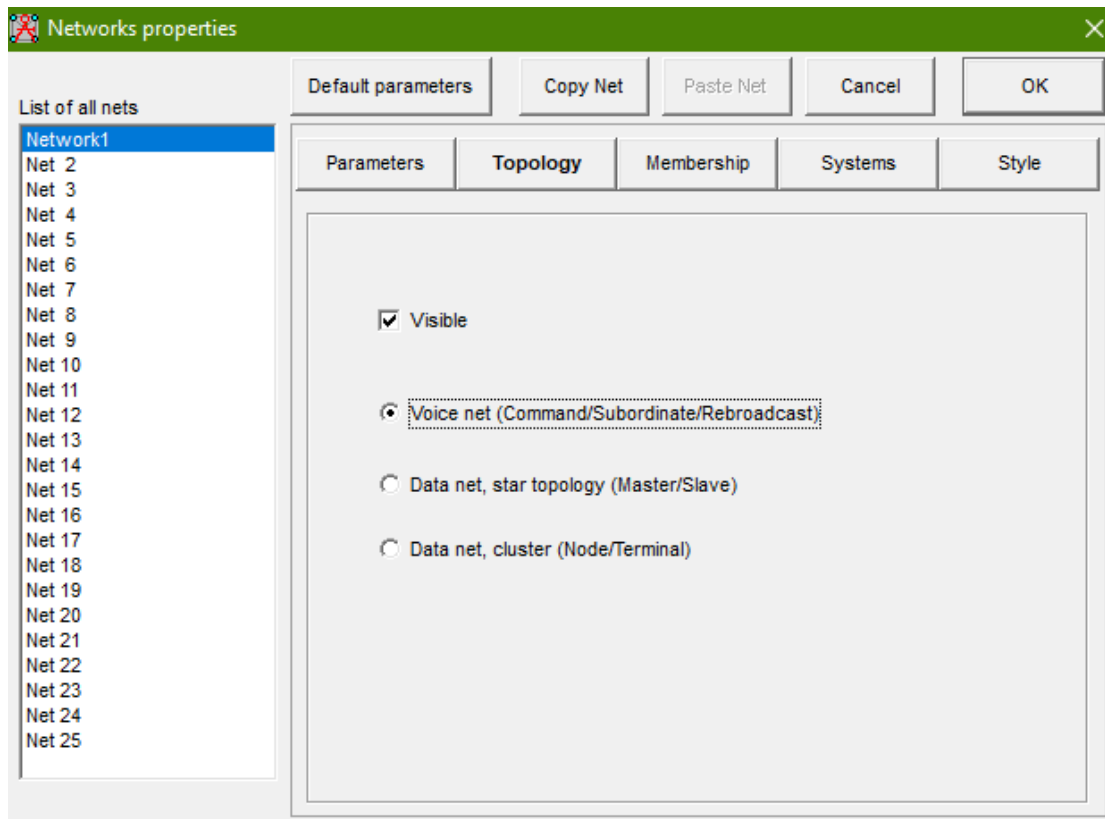 Networks properties
Default parameters
Copy Net
Paste Net
Cancel
OK
List of all nets
Network1
Net 2
Net 3
Net 4
Net 5
Net 6
Net 7
Net 8
Net 9
Net 10
Net 11
Net 12
Net 13
Net 14
Net 15
Net 16
Net 17
Net 18
Net 19
Net 20
Net 21
Net 22
Net 23
Net 24
Net 25
Parameters
Topology
Membership
Systems
Style
Visible
Voice net (Command/Subordinate/Rebroadcast)
Data net, star topology (Master/Slave)
Data net, cluster (Node/Terminal)